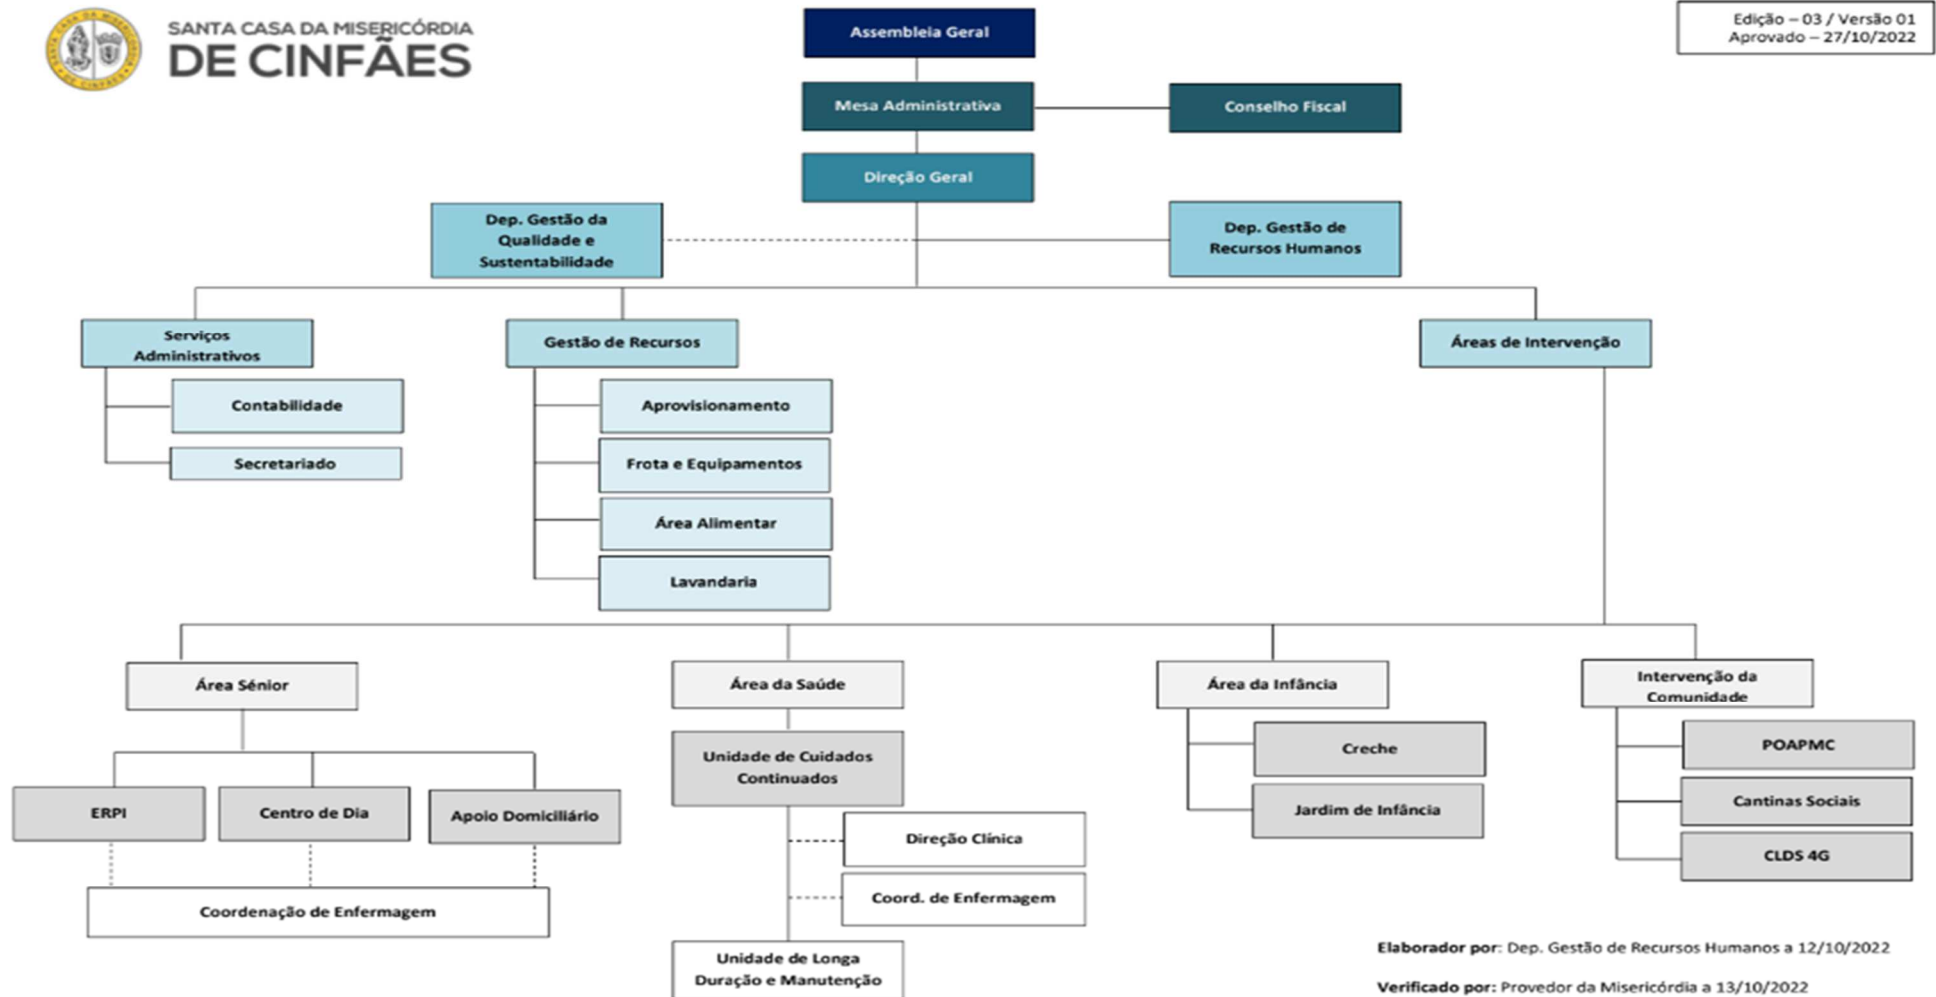 SANTA CASA DA MISERICÓRDIA
DE CINFÃES
Edição – 03 / Versão 01
Aprovado – 27/10/2022
Assembleia Geral
Mesa Administrativa
Conselho Fiscal
Direção Geral
Dep. Gestão da
Qualidade e
Sustentabilidade
Dep. Gestão de
Recursos Humanos
Serviços
Administrativos
Gestão de Recursos
Áreas de Intervenção
Contabilidade
Secretariado
Aprovisionamento
Frota e Equipamentos
Área Alimentar
Lavandaria
Área Sénior
Área da Saúde
Área da Infância
Intervenção da
Comunidade
ERPI
Centro de Dia
Apoio Domiciliário
Coordenação de Enfermagem
Unidade de Cuidados
Continuados
Direção Clínica
Coord. de Enfermagem
Unidade de Longa
Duração e Manutenção
Creche
Jardim de Infância
POAPMC
Cantinas Sociais
CLDS 4G
Elaborador por: Dep. Gestão de Recursos Humanos a 12/10/2022
Verificado por: Provedor da Misericórdia a 13/10/2022